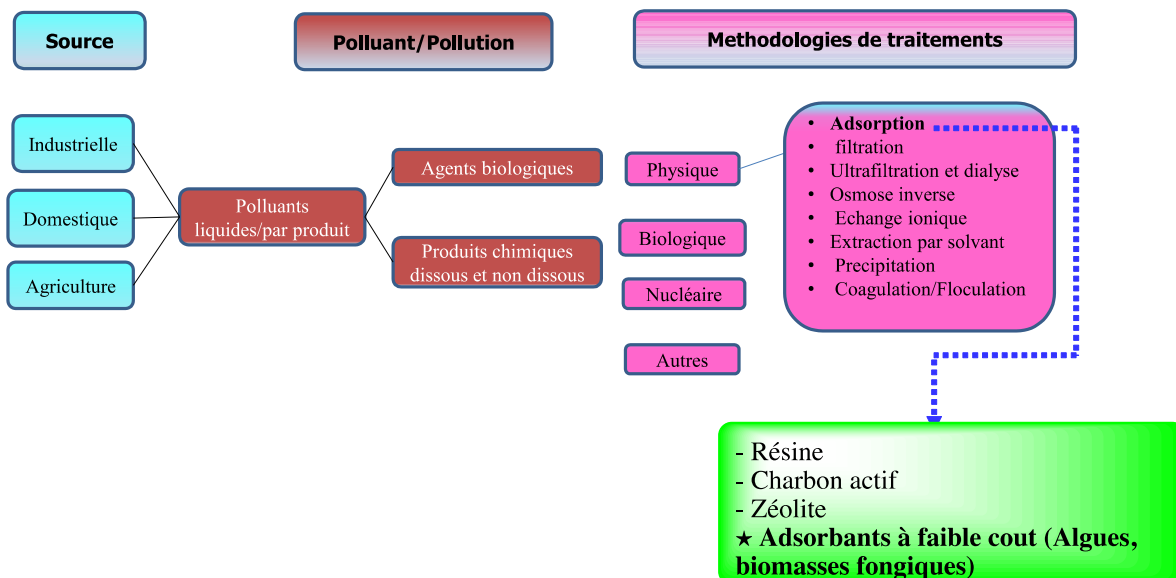 Source
Polluant/Pollution
Methodologies de traitements
Industrielle
Domestique
Agriculture
Polluants
liquides/par produit
Agents biologiques
Produits chimiques
dissous et non dissous
Physique
Biologique
Nucléaire
Autres
• Adsorption
• filtration
• Ultrafiltration et dialyse
• Osmose inverse
• Echange ionique
• Extraction par solvant
• Precipitation
• Coagulation/Floculation
- Résine
- Charbon actif
- Zéolite
★ Adsorbants à faible cout (Algues,
biomasses fongiques)